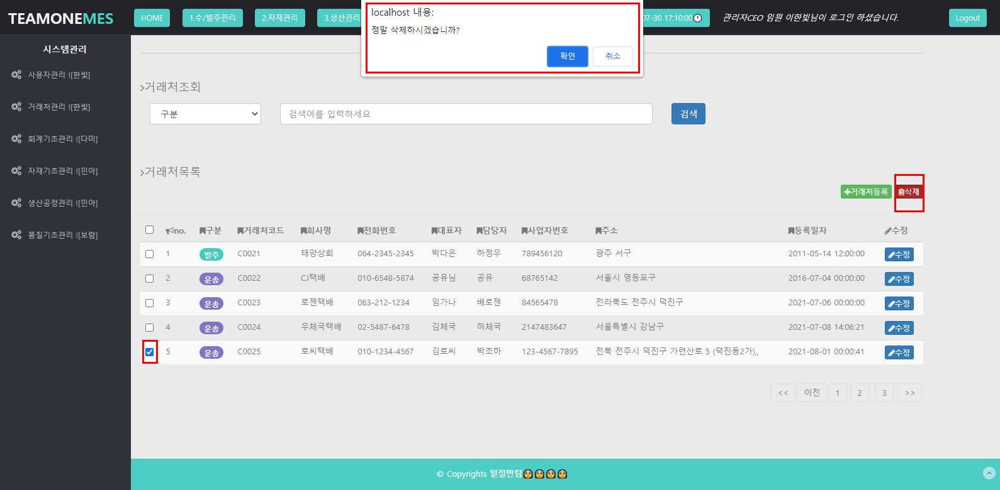 TEAMONEMES
HOME
1.수/발주관리
2.자재관리
3.생산관리
07-30 17:10:00
관리자CEO 임원 이한빛님이 로그인 하셨습니다.
Logout
localhost 내용:
정말 삭제하시겠습니까?
확인
취소
시스템관리
사용자관리 ![한빛]
거래처관리 ![한빛]
회계기초관리 ![다미]
자재기초관리 ![민아]
생산공정관리 ![민아]
품질기초관리 ![보람]
>거래처조회
구분
검색어를 입력하세요
검색
>거래처목록
거래처등록
삭제
no. 구분 거래처코드 회사명 전화번호 대표자 담당자 사업자번호 주소 등록일자 수정
1 발주 C0021 태양상회 064-2345-2345 박다은 하정우 789456120 광주 서구 2011-05-14 12:00:00 수정
2 운송 C0022 CJ택배 010-6548-5874 공유님 공유 68765142 서울시 영등포구 2016-07-04 00:00:00 수정
3 운송 C0023 로젠택배 063-212-1234 임가나 배로젠 84565478 전라북도 전주시 덕진구 2021-07-06 00:00:00 수정
4 운송 C0024 우체국택배 02-5487-6478 김체국 하체국 2147483647 서울특별시 강남구 2021-07-08 14:06:21 수정
5 운송 C0025 로씨택배 010-1234-4567 김로씨 박조하 123-4567-7895 전북 전주시 덕진구 가련산로 5 (덕진동2가),, 2021-08-01 00:00:41 수정
<< 이전 1 2 3 >>
© Copyrights 일절만팀